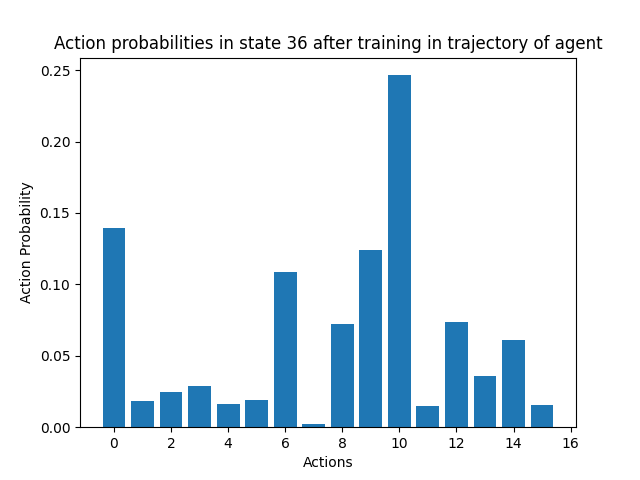 Action probabilities in state 36 after training in trajectory of agent
0.25
0.20
0.15
0.10
0.05
0.00
Action Probability
0 2 4 6 8 10 12 14 16
Actions